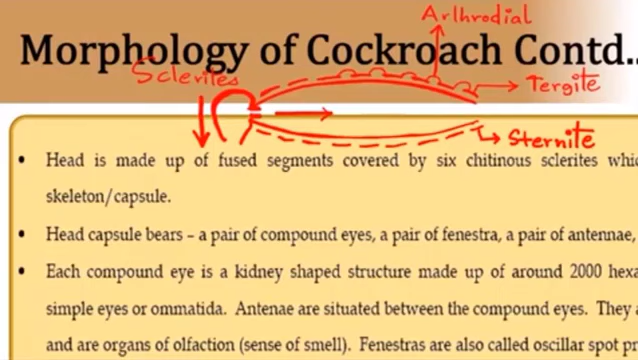 Arlhrodial
Morphology of Cockroach Contd..
Sclerites
Tergite
Sternite
• Head is made up of fused segments covered by six chitinous sclerites
skeleton/capsule.
• Head capsule bears – a pair of compound eyes, a pair of fenestra, a pair of antennae,
• Each compound eye is a kidney shaped structure made up of around 2000
simple eyes or ommatida. Antenae are situated between the compound eyes. They
and are organs of olfaction (sense of smell). Fenestras are also called oscillar spot